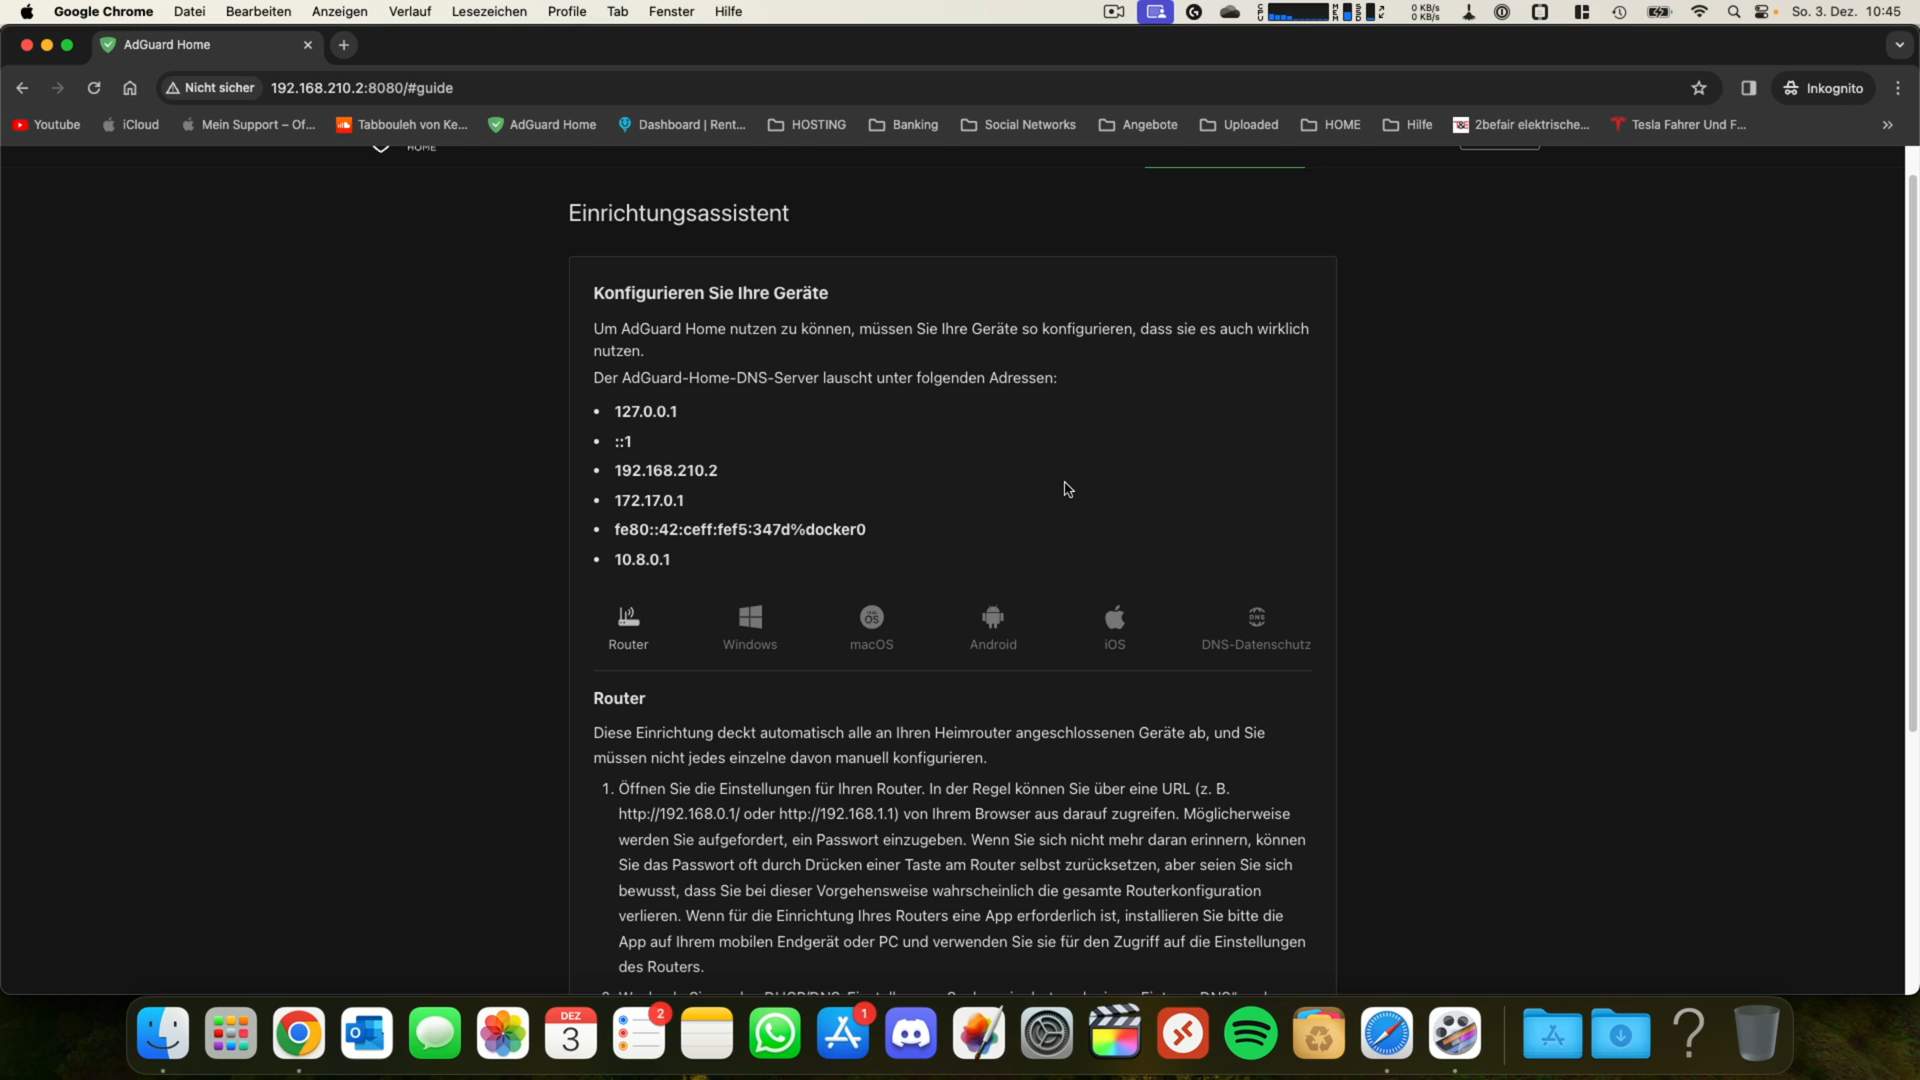 Google Chrome Datei Bearbeiten Anzeigen Verlauf Lesezeichen Profile Tab Fenster Hilfe
0 KB/s
0 KB/s
So. 3. Dez. 10:45
AdGuard Home
Nicht sicher 192.168.210.2:8080/#guide
Inkognito
Youtube iCloud Mein Support – Of... Tabbouleh von Ke... AdGuard Home Dashboard | Rent... HOSTING Banking Social Networks Angebote Uploaded HOME Hilfe 2befair elektrische... Tesla Fahrer Und F...
HOME
Einrichtungsassistent
Konfigurieren Sie Ihre Geräte
Um AdGuard Home nutzen zu können, müssen Sie Ihre Geräte so konfigurieren, dass sie es auch wirklich
nutzen.
Der AdGuard-Home-DNS-Server lauscht unter folgenden Adressen:
• 127.0.0.1
• ::1
• 192.168.210.2
• 172.17.0.1
• fe80::42:ceff:fef5:347d%docker0
• 10.8.0.1
Router Windows macOS Android iOS DNS-Datenschutz
Router
Diese Einrichtung deckt automatisch alle an Ihren Heimrouter angeschlossenen Geräte ab, und Sie
müssen nicht jedes einzelne davon manuell konfigurieren.
1. Öffnen Sie die Einstellungen für Ihren Router. In der Regel können Sie über eine URL (z. B.
http://192.168.0.1/ oder http://192.168.1.1) von Ihrem Browser aus darauf zugreifen. Möglicherweise
werden Sie aufgefordert, ein Passwort einzugeben. Wenn Sie sich nicht mehr daran erinnern, können
Sie das Passwort oft durch Drücken einer Taste am Router selbst zurücksetzen, aber seien Sie sich
bewusst, dass Sie bei dieser Vorgehensweise wahrscheinlich die gesamte Routerkonfiguration
verlieren. Wenn für die Einrichtung Ihres Routers eine App erforderlich ist, installieren Sie bitte die
App auf Ihrem mobilen Endgerät oder PC und verwenden Sie sie für den Zugriff auf die Einstellungen
des Routers.
DEZ
3
2
1